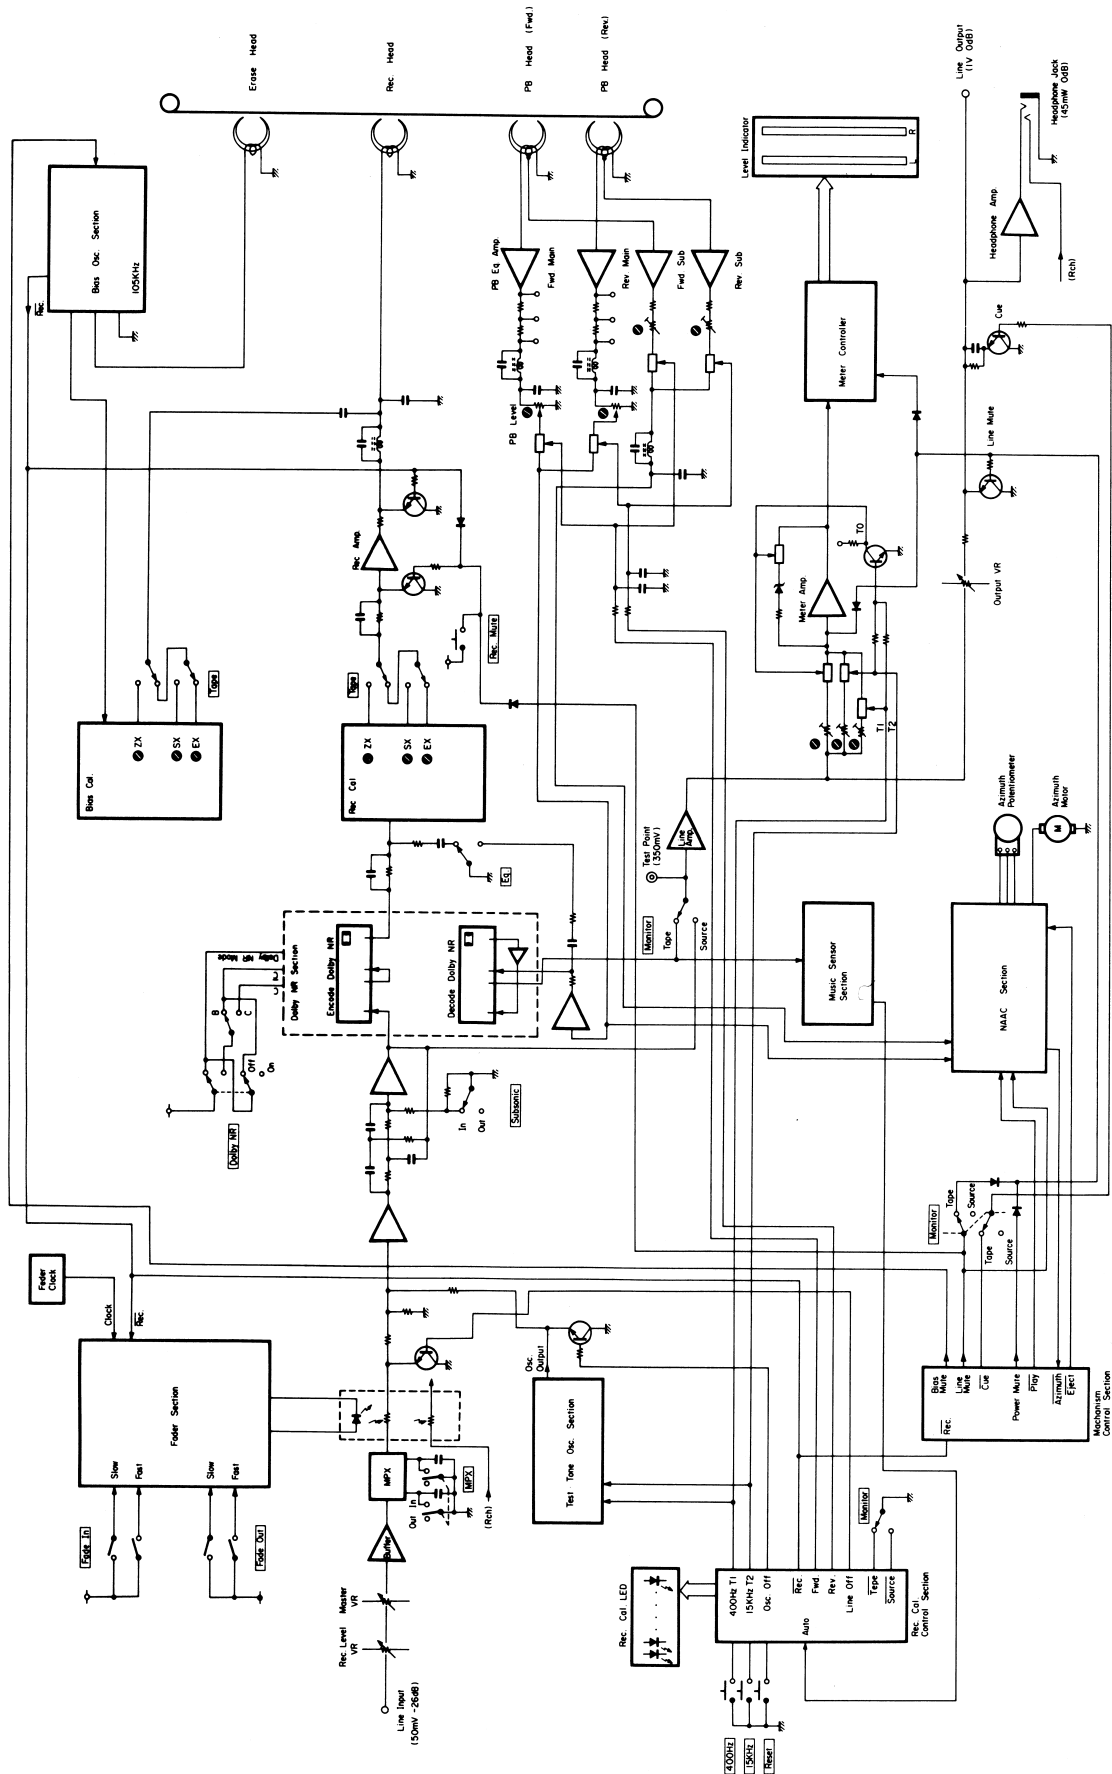 Erase Head
Rec. Head
PB Head (Fwd.)
PB Head (Rev.)
Line Output
(1V 0dB)
Headphone Jack
(45mW 0dB)
Bias Osc. Section
105KHz
Rec.
PB Eq Amp.
Fwd Main
Rev. Main
Fwd Sub
Rev. Sub
PB Level
Level Indicator
L
R
Headphone Amp.
(Rch)
Meter Controller
Cue
Line Mute
Output VR
Meter Amp.
T0
T1
T2
Rec Amp.
Rec. Mute
Tape
Bias Cal.
ZX
SX
EX
Tape
Rec Cal
ZX
SX
EX
Eq
Test Point
(350mV)
Line Amp.
Monitor
Tape
Source
Azimuth
Potentiometer
Azimuth
Motor
M
Dolby NR Mode
C
Dolby NR Section
Encode Dolby NR
Decode Dolby NR
Music Sensor
Section
NAAC Section
B
C
Off
On
Dolby NR
In
Out
Subsonic
Feder
Clock
Clock
Rec.
Fader Section
Slow
Fast
Slow
Fast
Fade In
Fade Out
MPX
In
Out
MPX
(Rch)
Buffer
Master
VR
Rec. Level
VR
Line Input
(50mV -26dB)
Osc.
Output
Test Tone Osc. Section
Monitor
Tape
Source
Tape
Source
Bias
Mute
Line
Mute
Cue
Power Mute
Play
Azimuth
Eject
Rec.
Machanism
Control Section
Rec. Cal. LED
400Hz T1
15KHz T2
Osc. Off
Rec.
Fwd.
Rev.
Line Off
Tepe
Source
Auto
Rec. Cal.
Control Section
Monitor
400Hz
15KHz
Reset